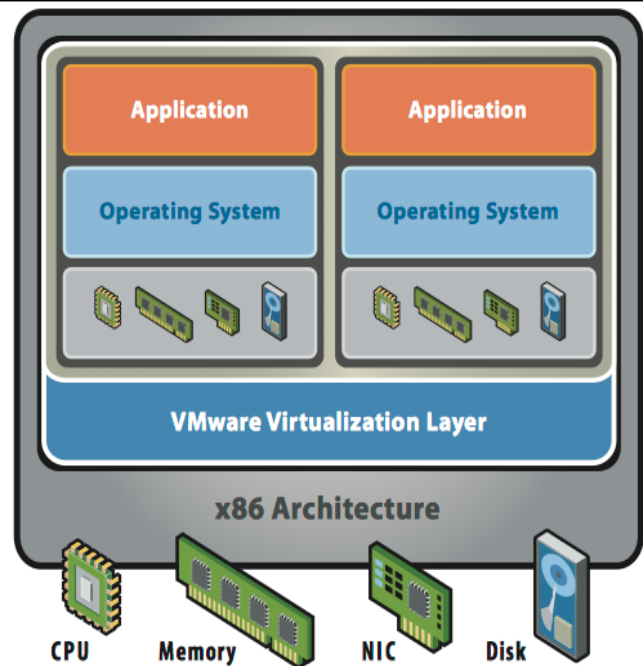 Application Application
Operating System Operating System
VMware Virtualization Layer
x86 Architecture
CPU Memory NIC Disk